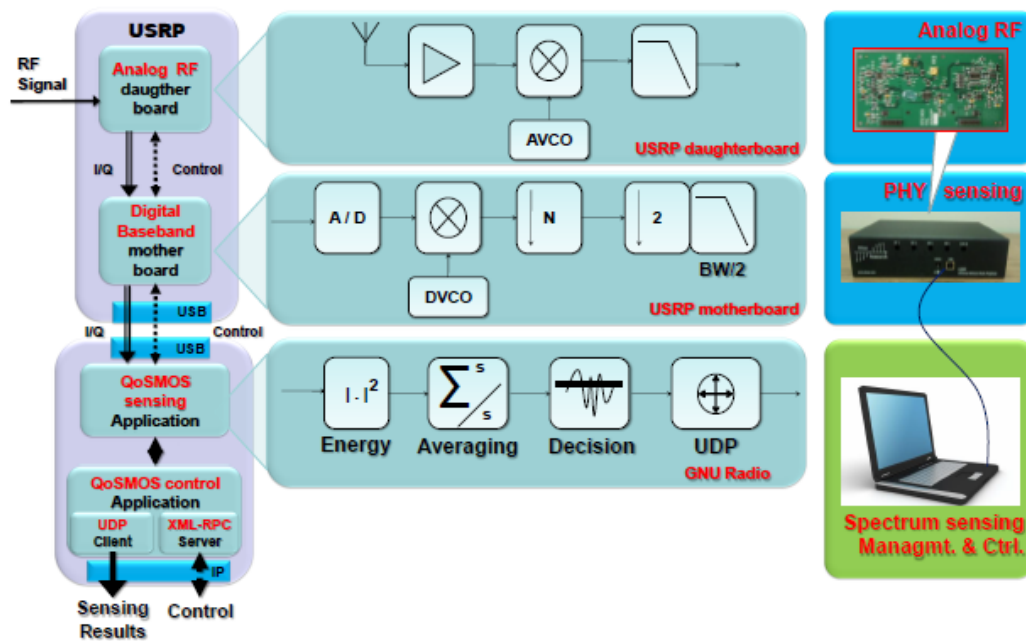 USRP
RF
Signal
Analog RF
daugther
board
I/Q
Control
Digital
Baseband
mother
board
USB
I/Q
Control
USB
QoSMOS
sensing
Application
QoSMOS control
Application
UDP
Client
XML-RPC
Server
IP
Sensing
Results
Control
AVCO
USRP daughterboard
A / D
N
2
BW/2
DVCO
USRP motherboard
|-|²
∑ s/s
Energy
Averaging
Decision
UDP
GNU Radio
Analog RF
PHY sensing
Spectrum sensing
Managmt. & Ctrl.